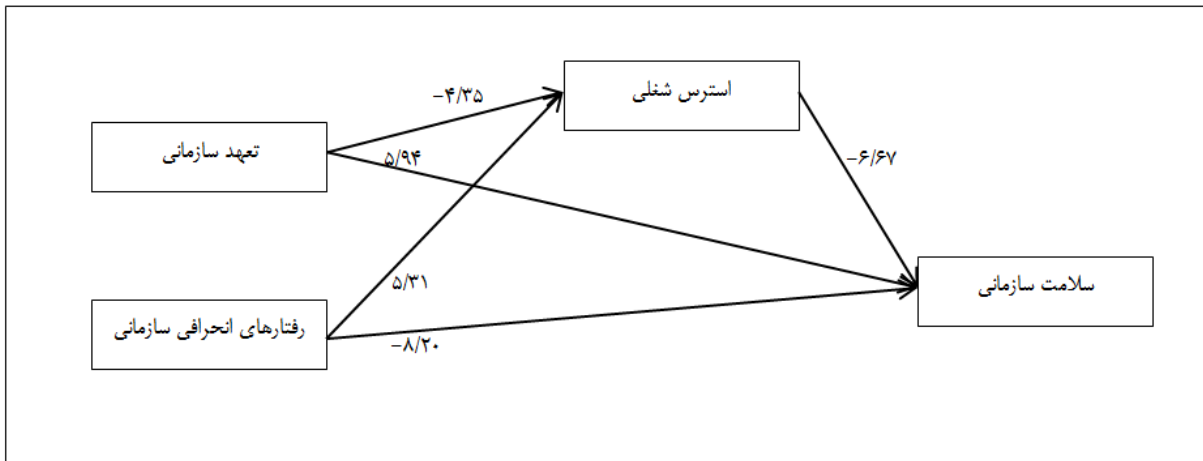 استرس شغلی
-۴/۳۵
تعهد سازمانی
۵/۹۴
-۶/۶۷
سلامت سازمانی
۵/۳۱
رفتارهای انحرافی سازمانی
-۸/۲۰